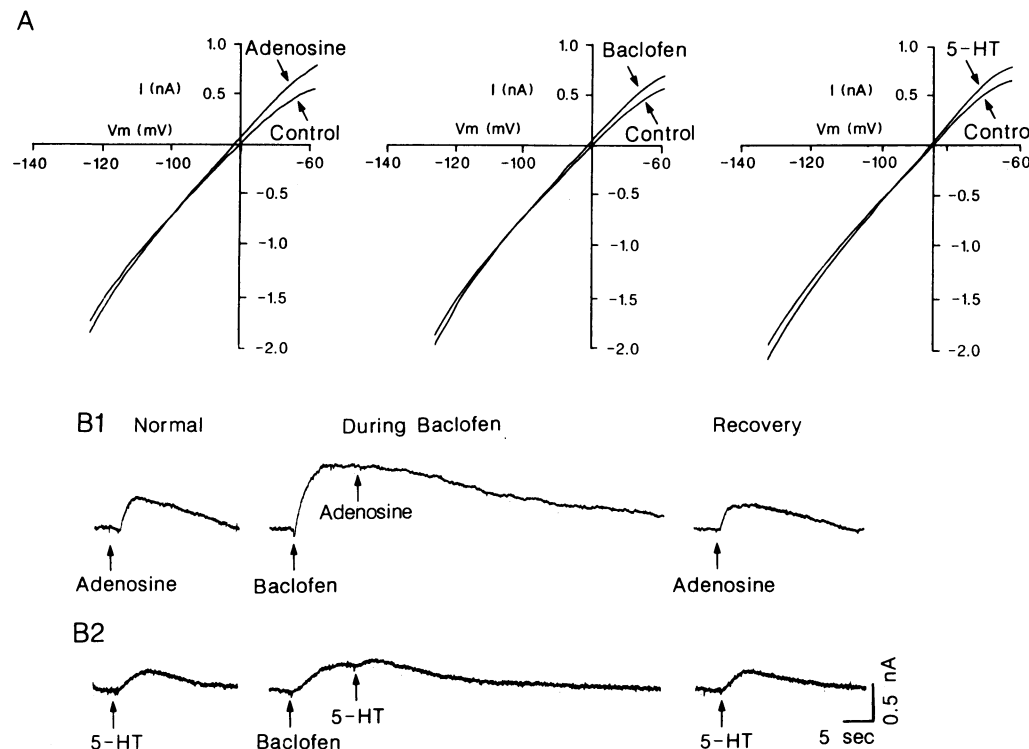 A
1.0
Adenosine
I (nA)
0.5
Vm (mV)
Control
-140
-100
-60
-0.5
-1.0
-1.5
-2.0
1.0
Baclofen
I (nA)
0.5
Vm (mV)
Control
-140
-100
-60
-0.5
-1.0
-1.5
-2.0
1.0
5-HT
I (nA)
0.5
Vm (mV)
Control
-140
-100
-60
-0.5
-1.0
-1.5
-2.0
B1
Normal
During Baclofen
Recovery
Adenosine
Adenosine
Baclofen
Adenosine
B2
5-HT
5-HT
Baclofen
5-HT
0.5 nA
5 sec